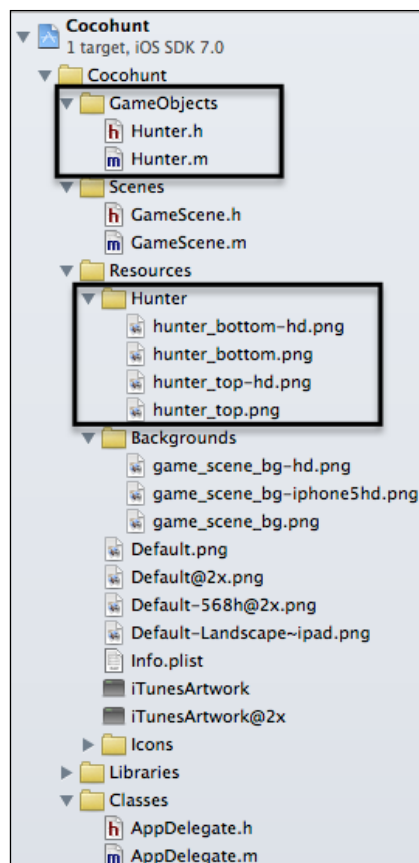 Cocohunt
1 target, iOS SDK 7.0
Cocohunt
GameObjects
h Hunter.h
m Hunter.m
Scenes
h GameScene.h
m GameScene.m
Resources
Hunter
hunter_bottom-hd.png
hunter_bottom.png
hunter_top-hd.png
hunter_top.png
Backgrounds
game_scene_bg-hd.png
game_scene_bg-iphone5hd.png
game_scene_bg.png
Default.png
Default@2x.png
Default-568h@2x.png
Default-Landscape~ipad.png
Info.plist
iTunesArtwork
iTunesArtwork@2x
Icons
Libraries
Classes
h AppDelegate.h
m AppDelegate.m